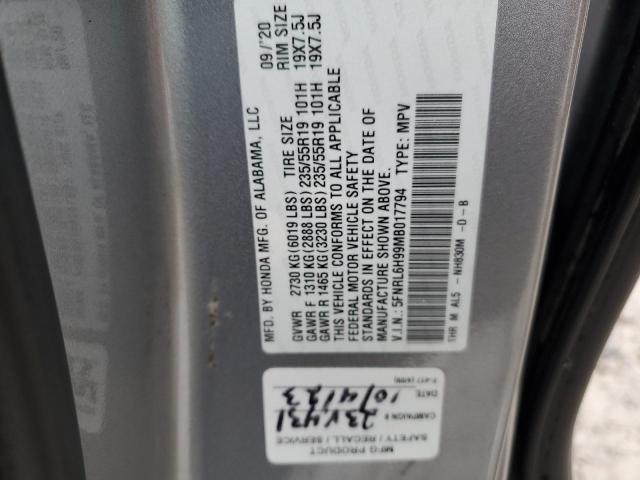 MFD. BY HONDA MFG. OF ALABAMA, LLC 09/'20
GVWR 2730 KG(6019 LBS) TIRE SIZE RIM SIZE
GAWR F 1310 KG(2888 LBS) 235/55R19 101H 19X7.5J
GAWR R 1465 KG(3230 LBS) 235/55R19 101H 19X7.5J
THIS VEHICLE CONFORMS TO ALL APPLICABLE
FEDERAL MOTOR VEHICLE SAFETY
STANDARDS IN EFFECT ON THE DATE OF
MANUFACTURE SHOWN ABOVE.
V.I.N.: 5FNRL6H99MB017794 TYPE: MPV
THR M AL5 - NH830M -D-B
MFG PRODUCT
SAFETY / RECALL / SERVICE
CAMPAIGN # 23V431
DATE 10/4/23